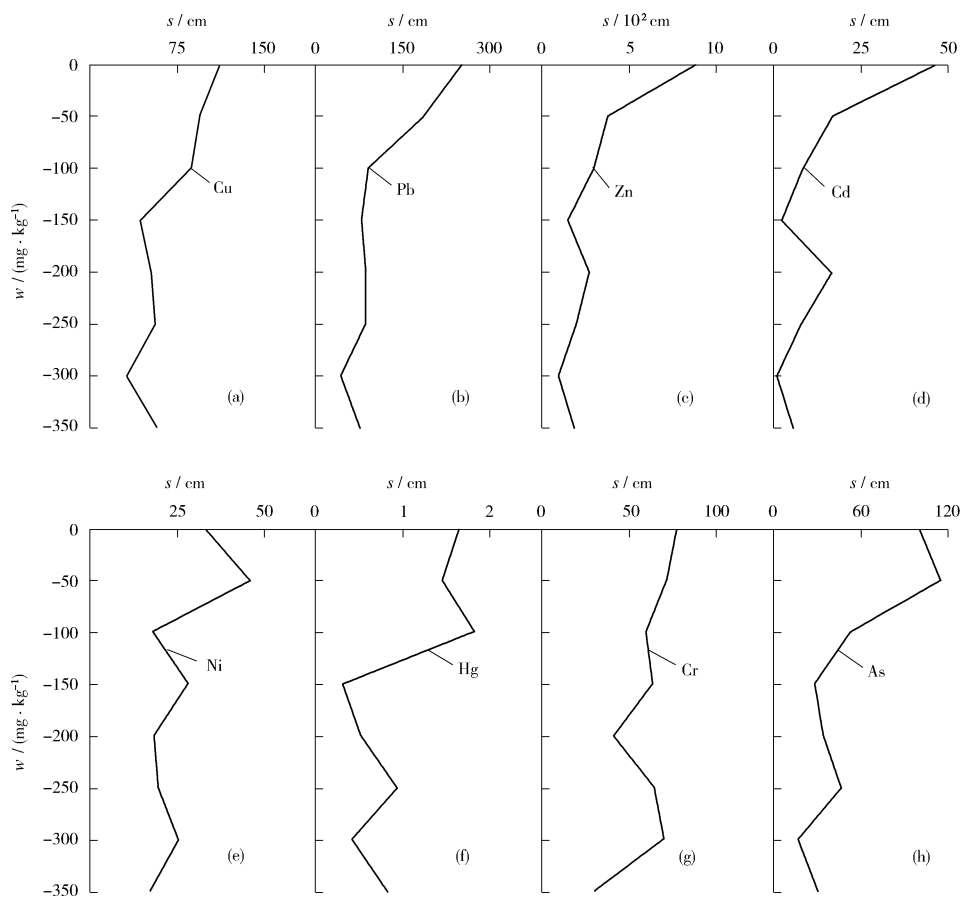 s / cm s / cm s / 10² cm s / cm
75 150 0 150 300 0 5 10 0 25 50
0
−50
−100
Cu Pb Zn Cd
−150
w / (mg · kg⁻¹)
−200
−250
−300
(a) (b) (c) (d)
−350
s / cm s / cm s / cm s / cm
25 50 0 1 2 0 50 100 0 60 120
0
−50
−100
Ni Hg Cr As
−150
w / (mg · kg⁻¹)
−200
−250
−300
(e) (f) (g) (h)
−350